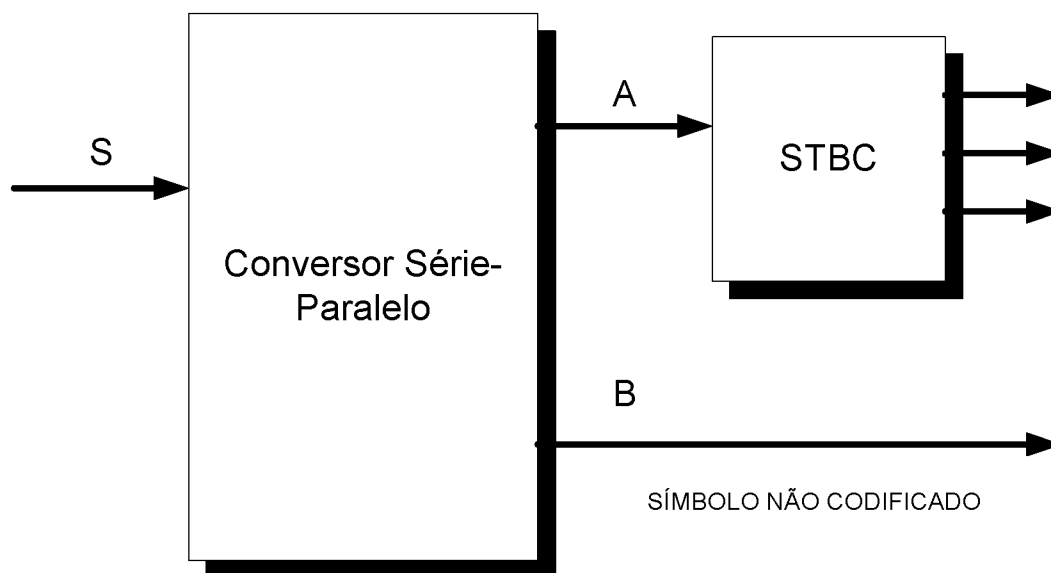 S
Conversor Série-
Paralelo
A
STBC
B
SÍMBOLO NÃO CODIFICADO